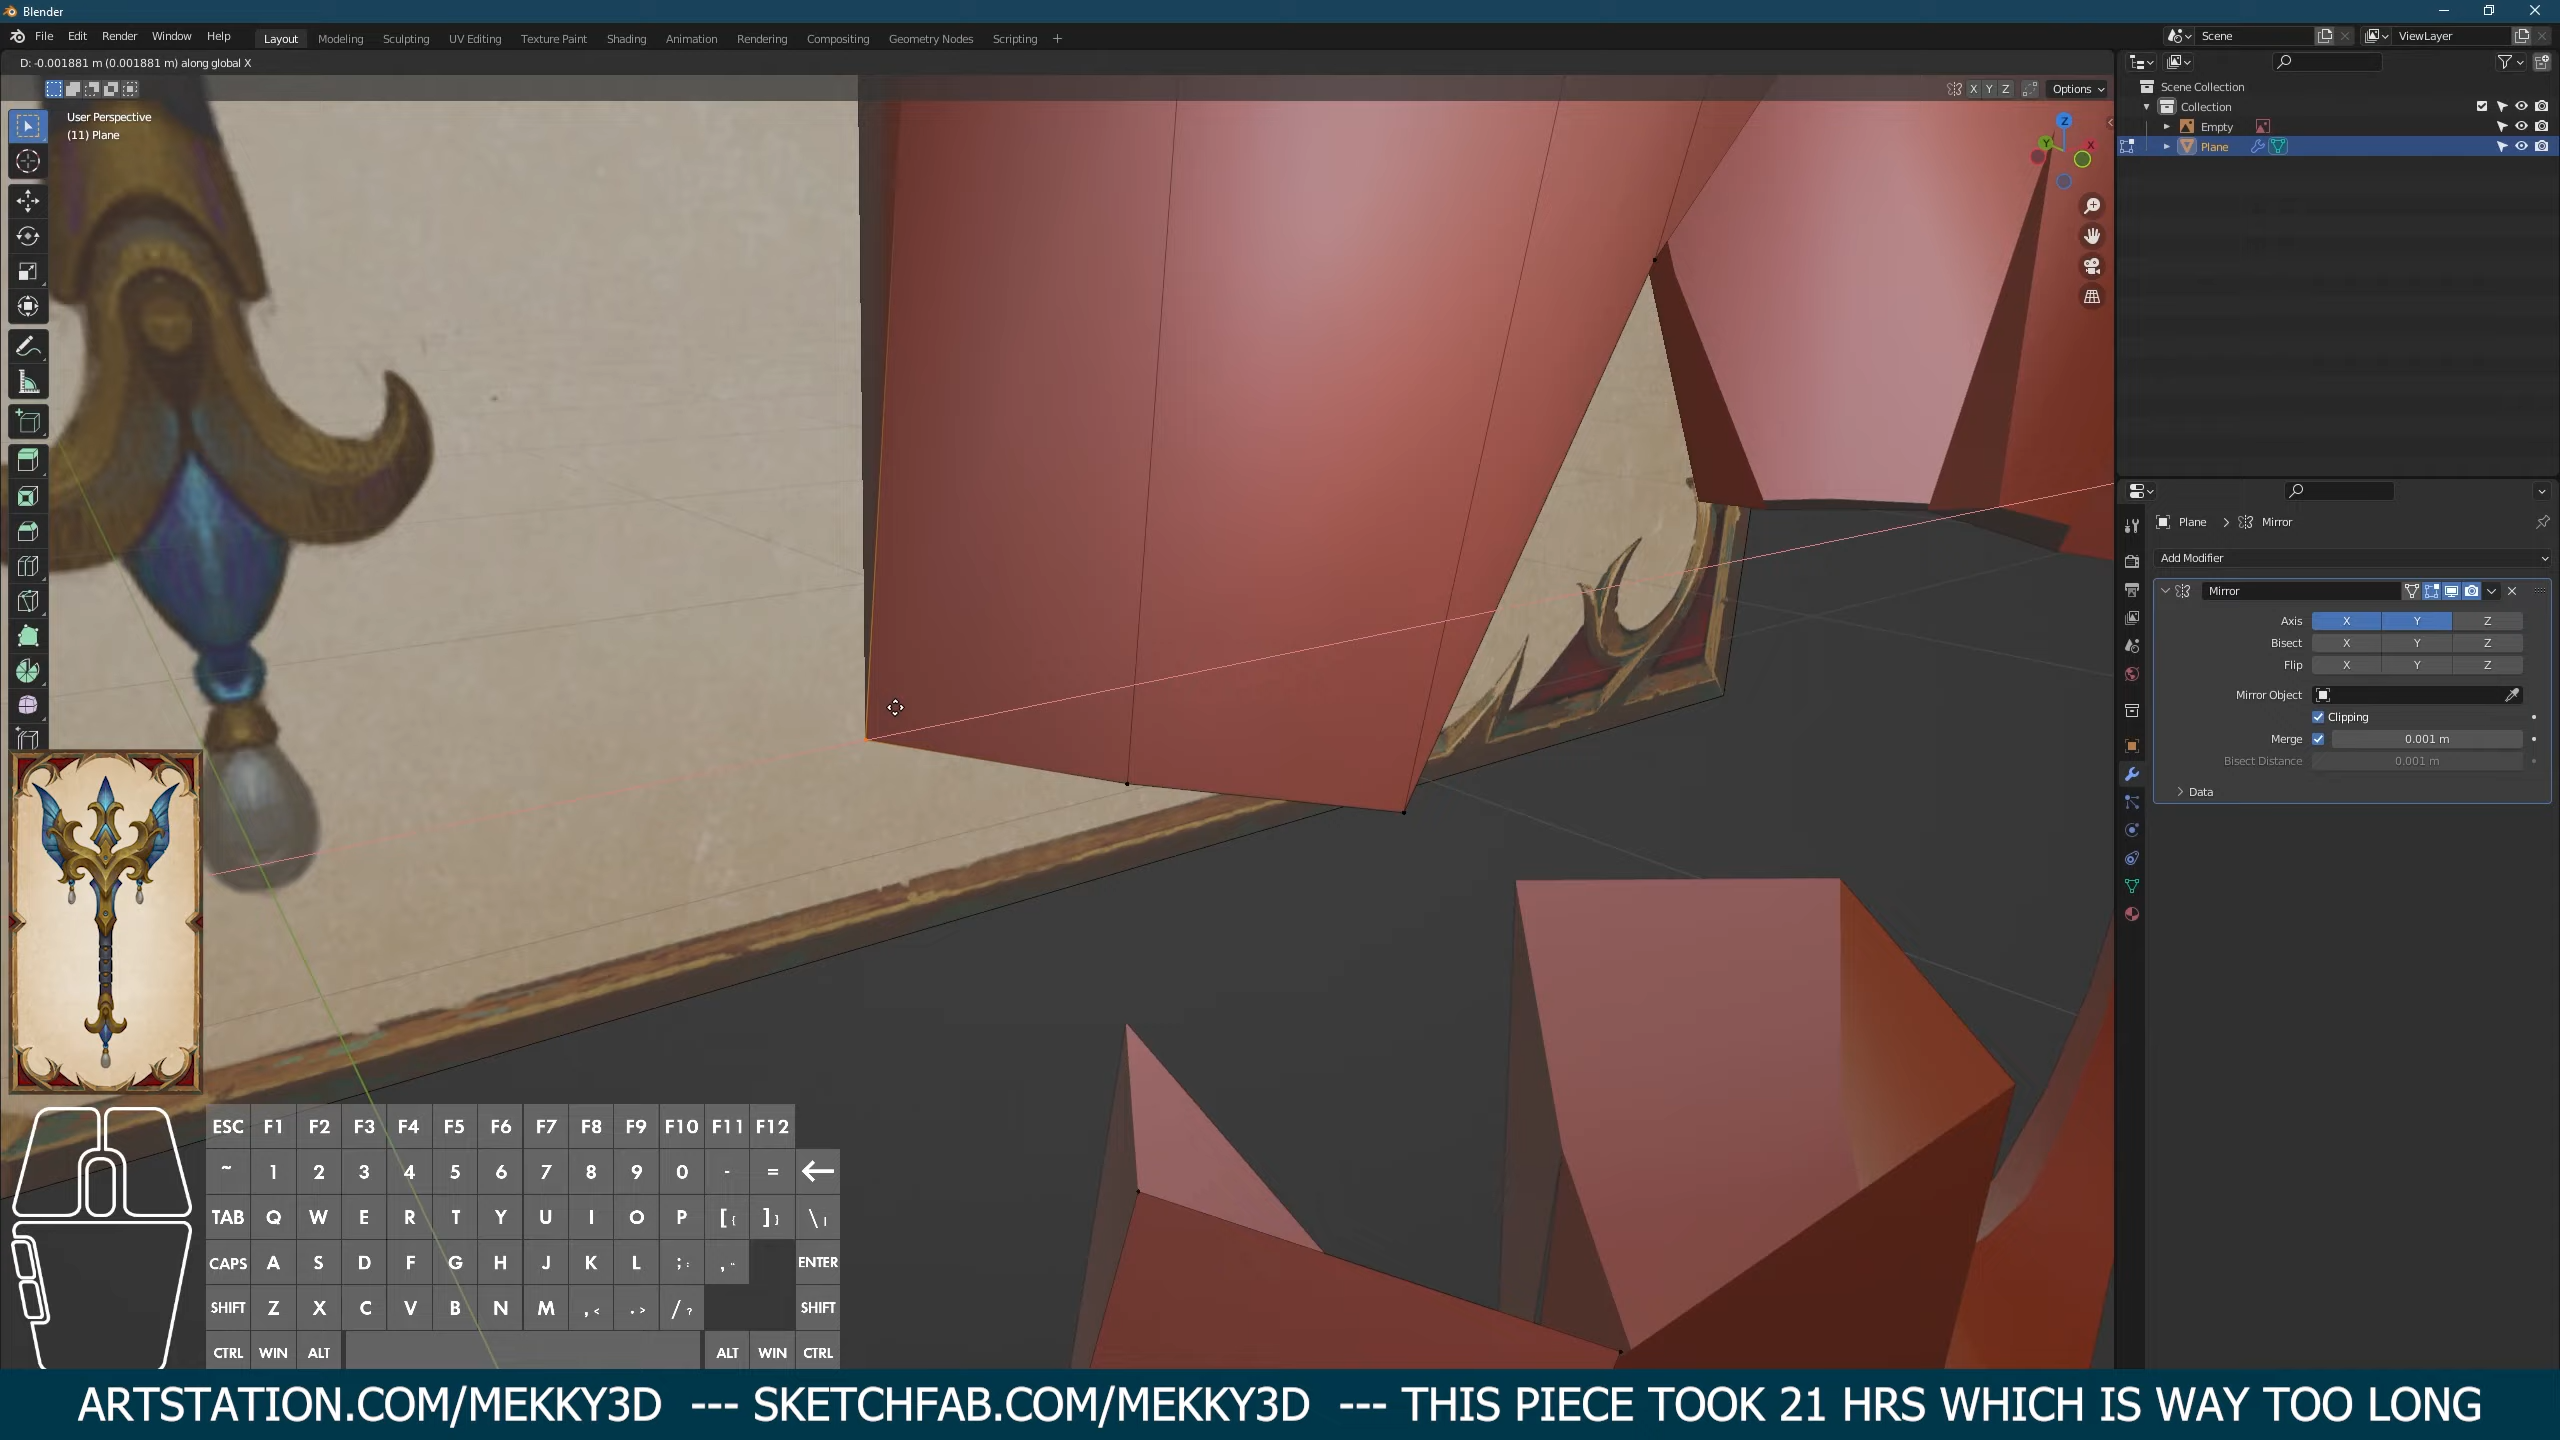 Blender
File Edit Render Window Help
Layout Modeling Sculpting UV Editing Texture Paint Shading Animation Rendering Compositing Geometry Nodes Scripting +
Scene
ViewLayer
D: -0.001881 m (0.001881 m) along global X
X Y Z
Options
User Perspective
(11) Plane
Z
Y
X
Scene Collection
Collection
Empty
Plane
Plane > Mirror
Add Modifier
Mirror
Axis X Y Z
Bisect X Y Z
Flip X Y Z
Mirror Object
Clipping
Merge 0.001 m
Bisect Distance 0.001 m
Data
ESC F1 F2 F3 F4 F5 F6 F7 F8 F9 F10 F11 F12
~ 1 2 3 4 5 6 7 8 9 0 - = ←
TAB Q W E R T Y U I O P [{ ]} \|
CAPS A S D F G H J K L ;: ," ENTER
SHIFT Z X C V B N M ,< .> /? SHIFT
CTRL WIN ALT ALT WIN CTRL
ARTSTATION.COM/MEKKY3D --- SKETCHFAB.COM/MEKKY3D --- THIS PIECE TOOK 21 HRS WHICH IS WAY TOO LONG